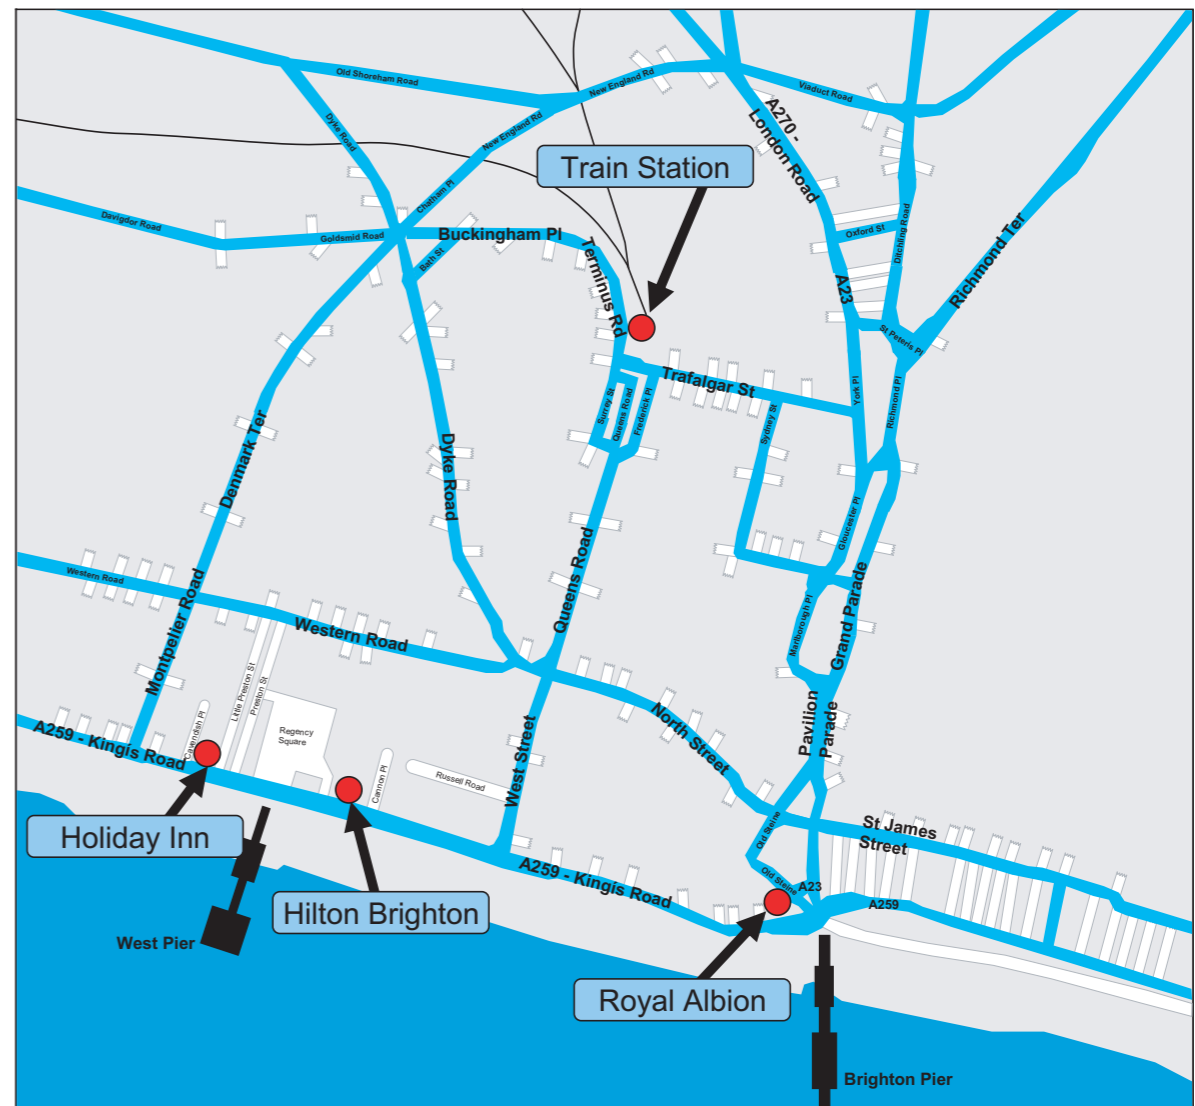 Old Shoreham Road
New England Rd
Viaduct Road
A270 -
London Road
Dyke Road
New England Rd
Train Station
Chatham Pl
Davigdor Road
Goldsmid Road
Buckingham Pl
Bath St
Terminus Rd
Oxford St
Ditchling Road
Richmond Ter
A23
St Peteris Pl
Trafalgar St
York Pl
Richmond Pl
Surrey St
Queens Road
Frederick Pl
Sydney St
Denmark Ter
Dyke Road
Gloucester Pl
Queens Road
Western Road
Montpelier Road
Western Road
Marlborough Pl
Grand Parade
Little Preston St
Preston St
Cavendish Pl
Regency
Square
Pavilion
Parade
North Street
West Street
A259 - Kingis Road
Cannon Pl
Russell Road
Holiday Inn
Old Steine
St James
Street
Hilton Brighton
A259 - Kingis Road
Old Steine
A23
A259
West Pier
Royal Albion
Brighton Pier